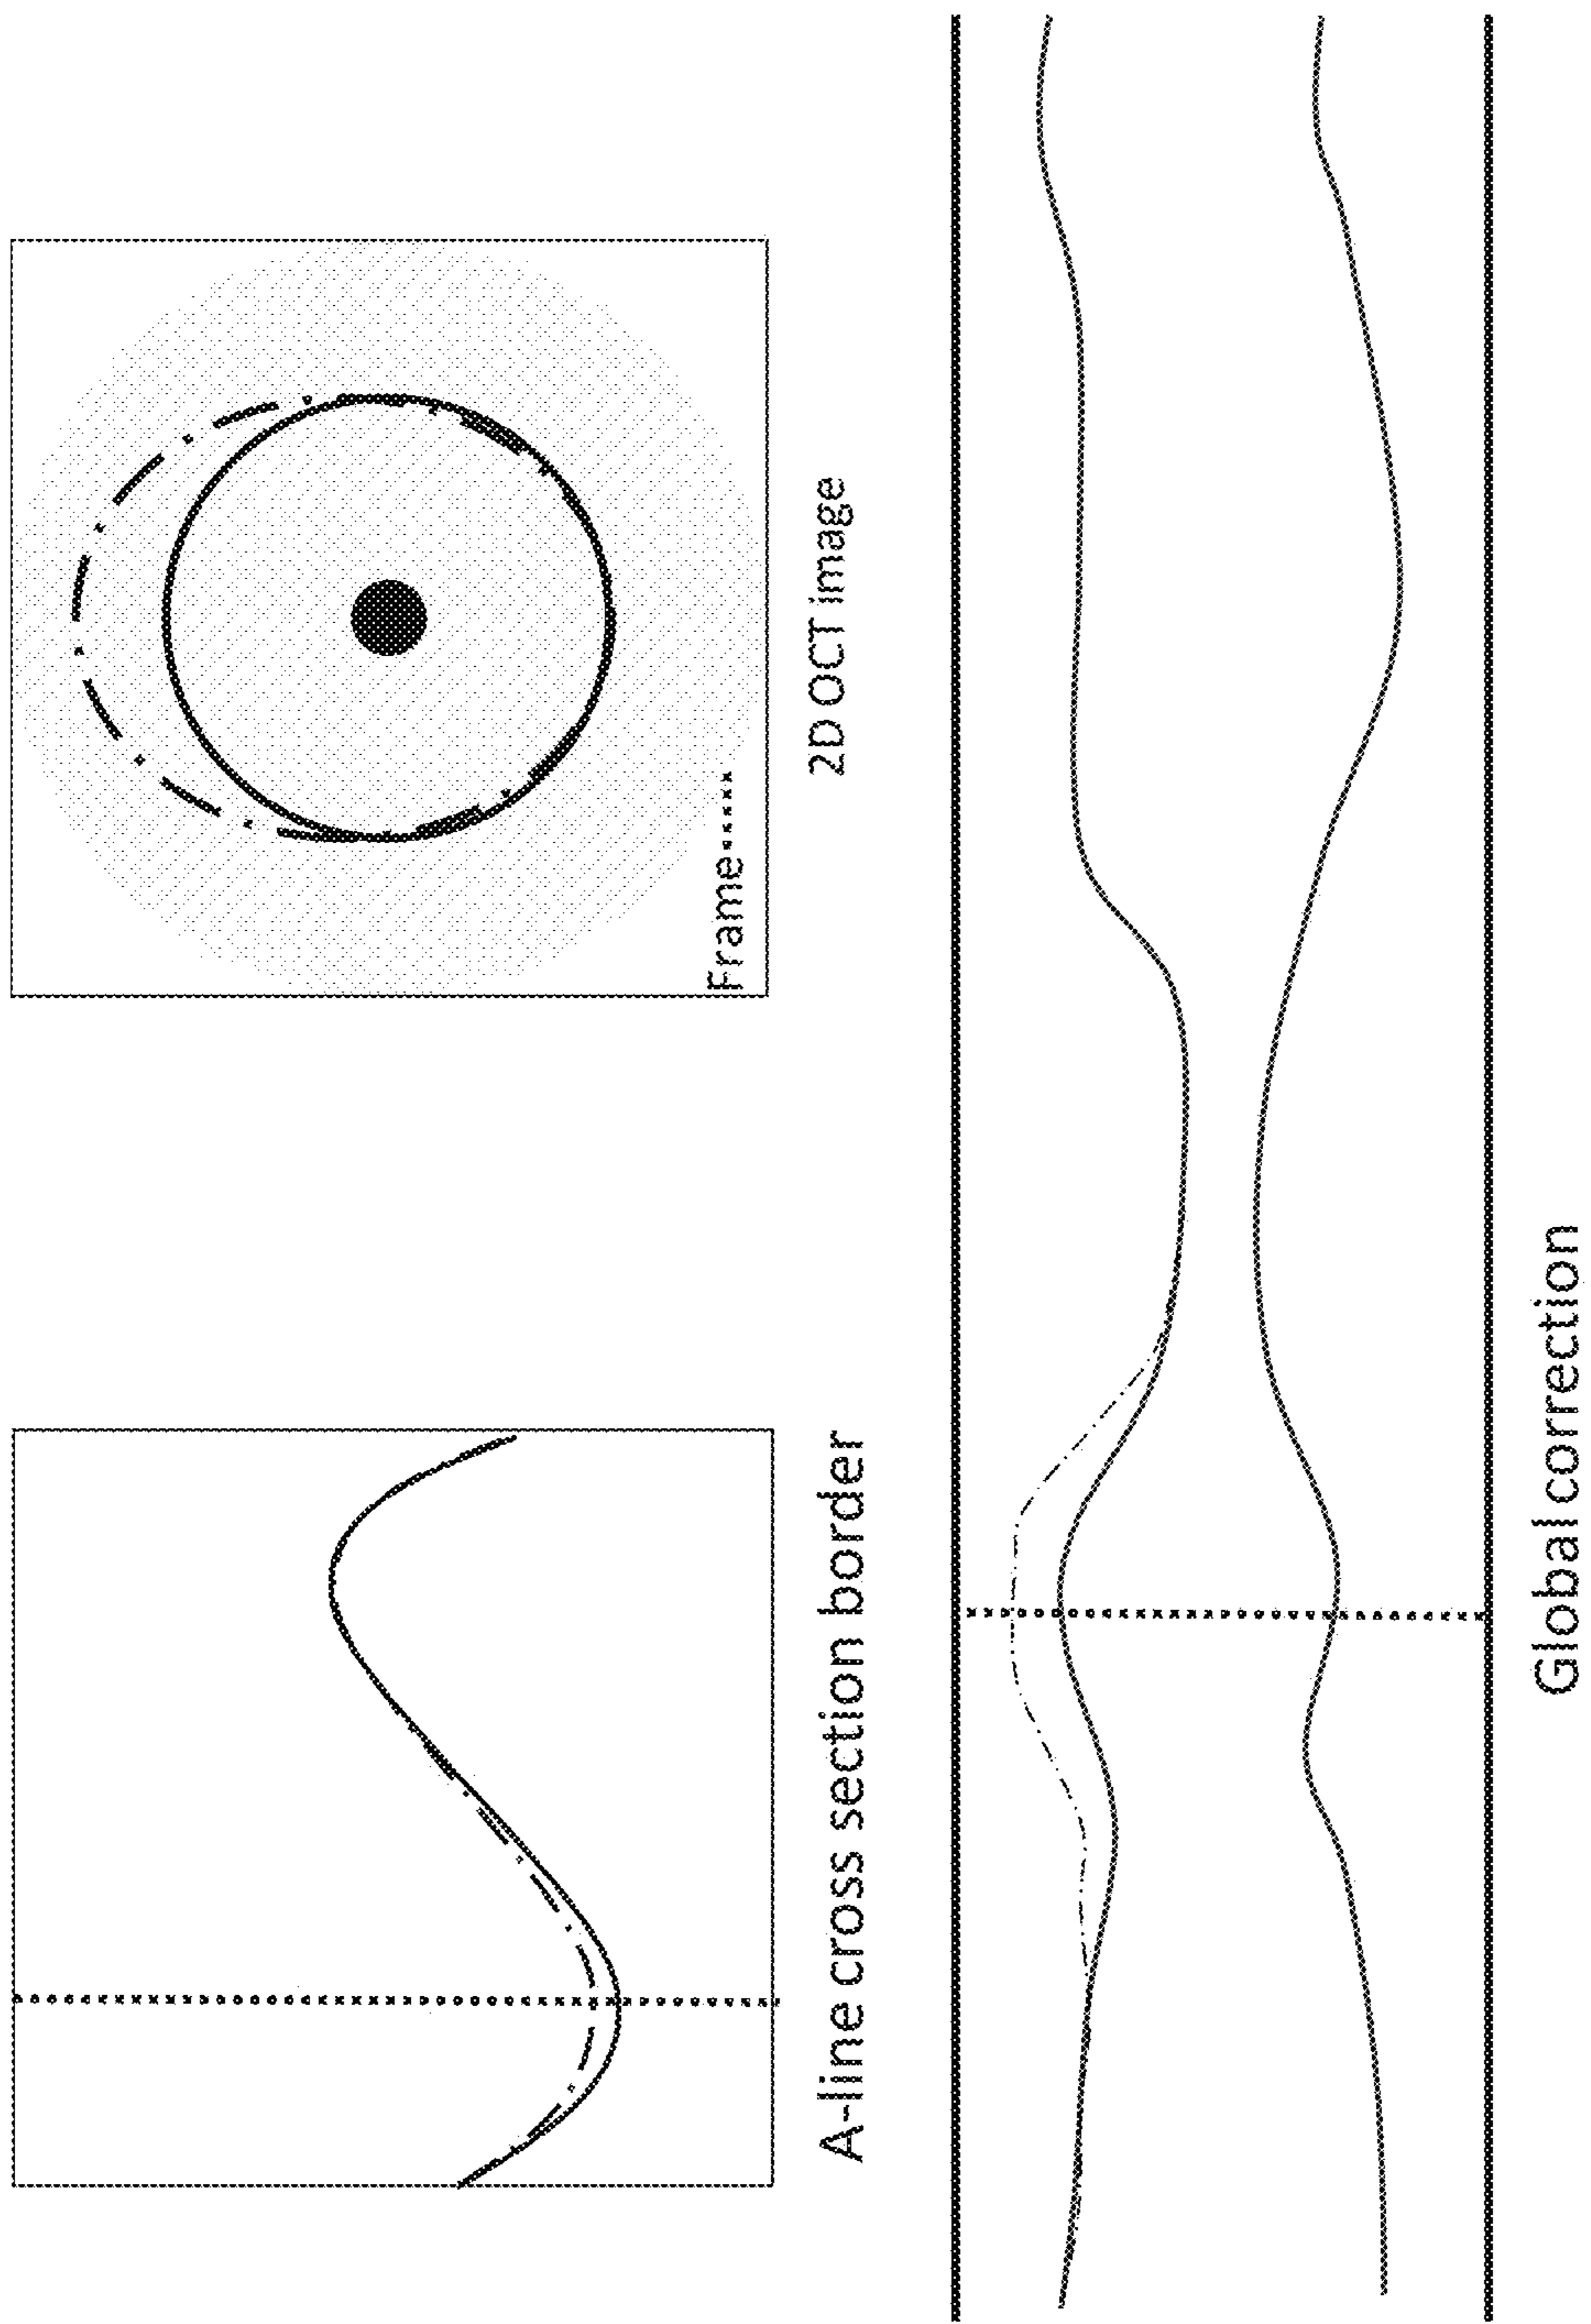 A-line cross section border
Frame
2D OCT image
Global correction